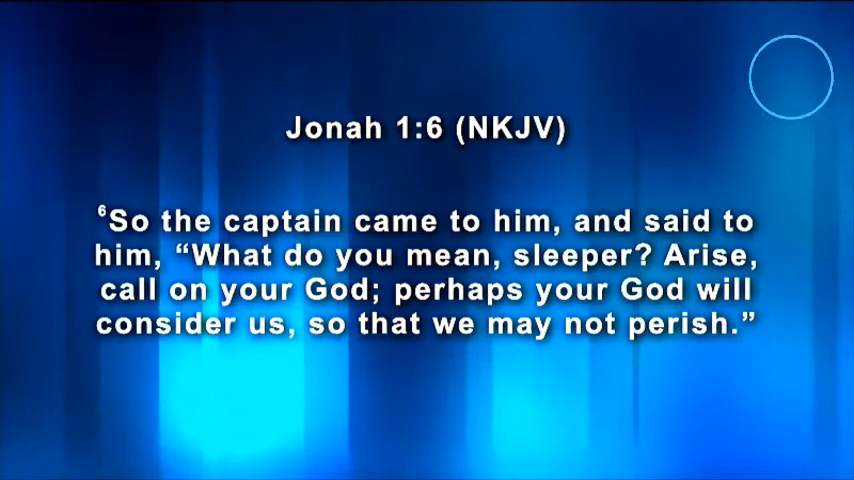 Jonah 1:6 (NKJV)
⁶So the captain came to him, and said to
him, “What do you mean, sleeper? Arise,
call on your God; perhaps your God will
consider us, so that we may not perish.”